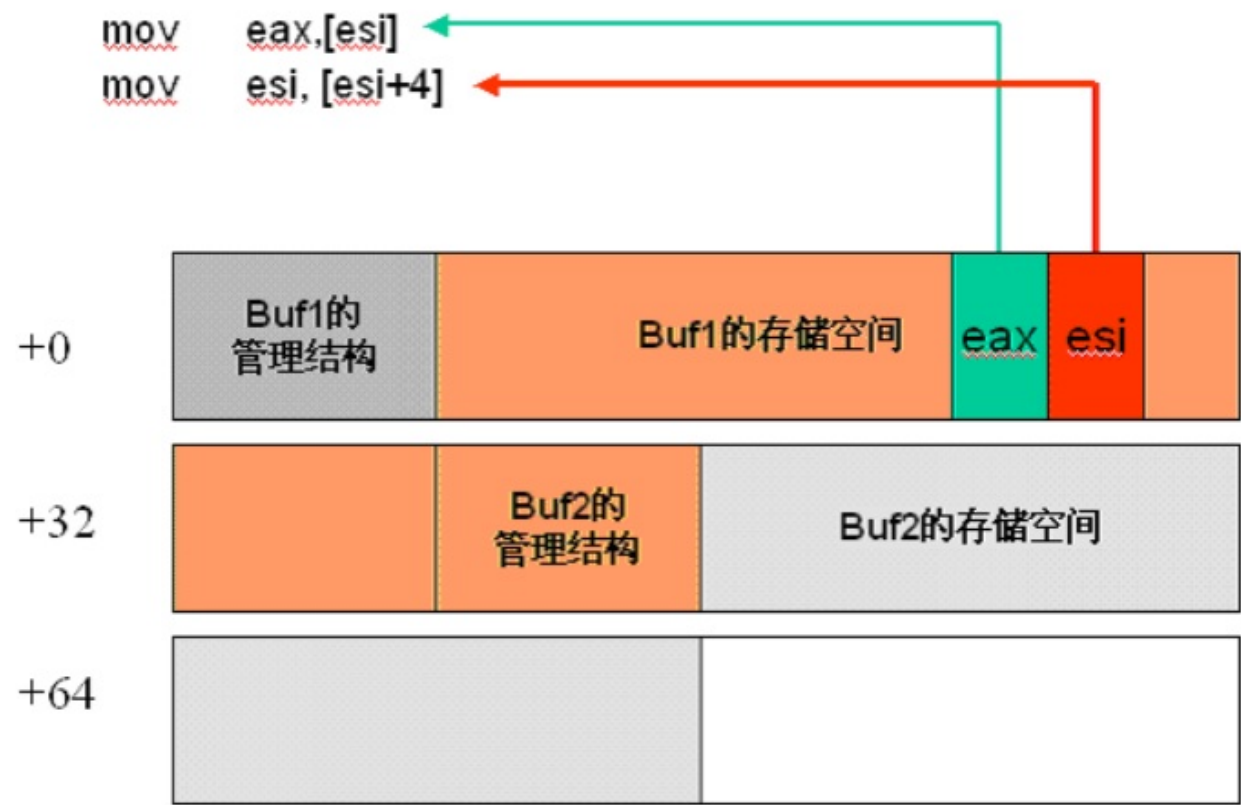 mov eax,[esi]
mov esi, [esi+4]
+0
Buf1的
管理结构
Buf1的存储空间
eax
esi
+32
Buf2的
管理结构
Buf2的存储空间
+64